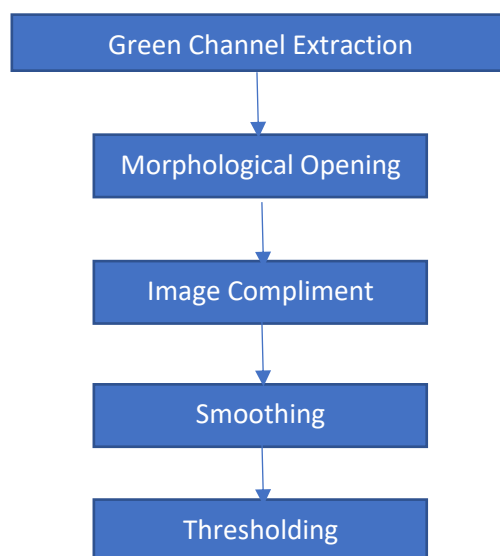 Green Channel Extraction
Morphological Opening
Image Compliment
Smoothing
Thresholding